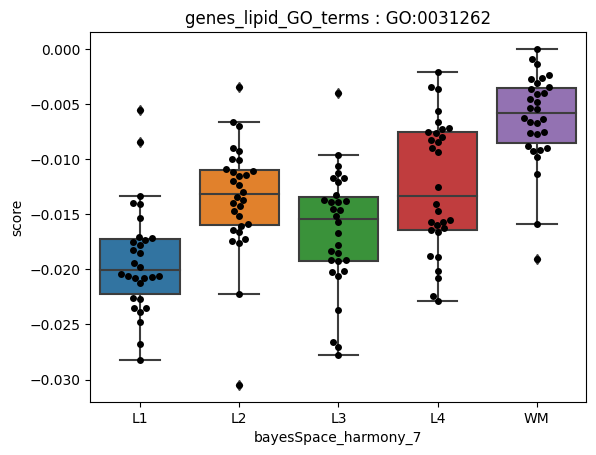 genes_lipid_GO_terms : GO:0031262
0.000
−0.005
−0.010
−0.015
−0.020
−0.025
−0.030
score
L1 L2 L3 L4 WM
bayesSpace_harmony_7